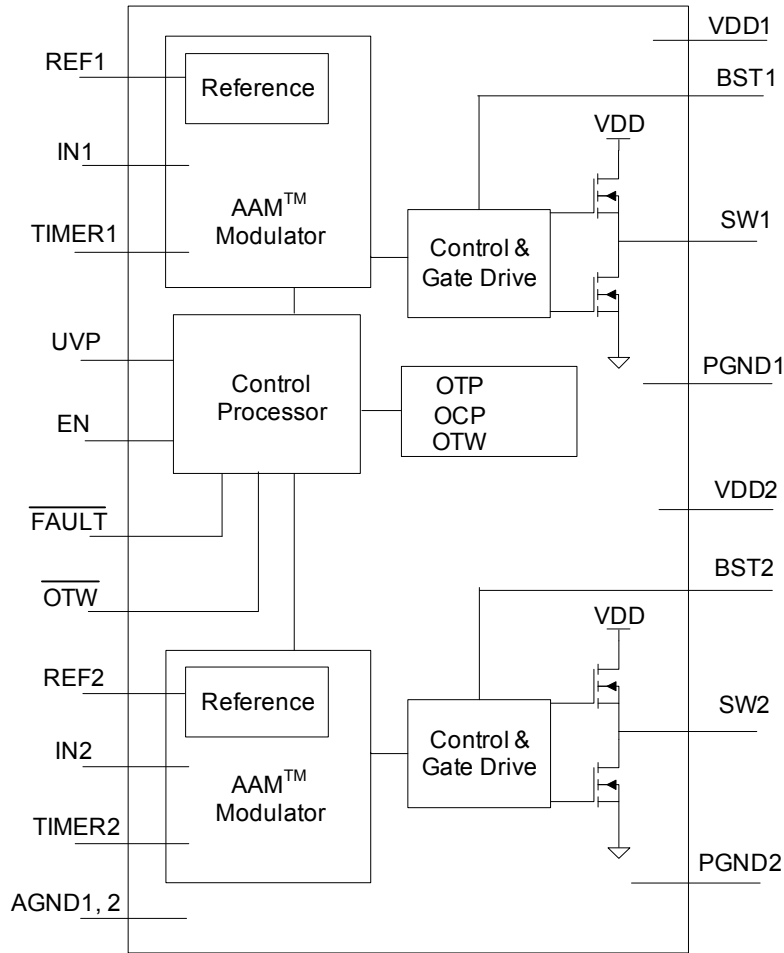 VDD1
REF1
Reference
BST1
VDD
IN1
AAM™
Modulator
TIMER1
Control &
Gate Drive
SW1
UVP
Control
Processor
OTP
OCP
OTW
PGND1
EN
VDD2
FAULT
BST2
OTW
VDD
REF2
Reference
SW2
IN2
AAM™
Modulator
Control &
Gate Drive
TIMER2
PGND2
AGND1, 2